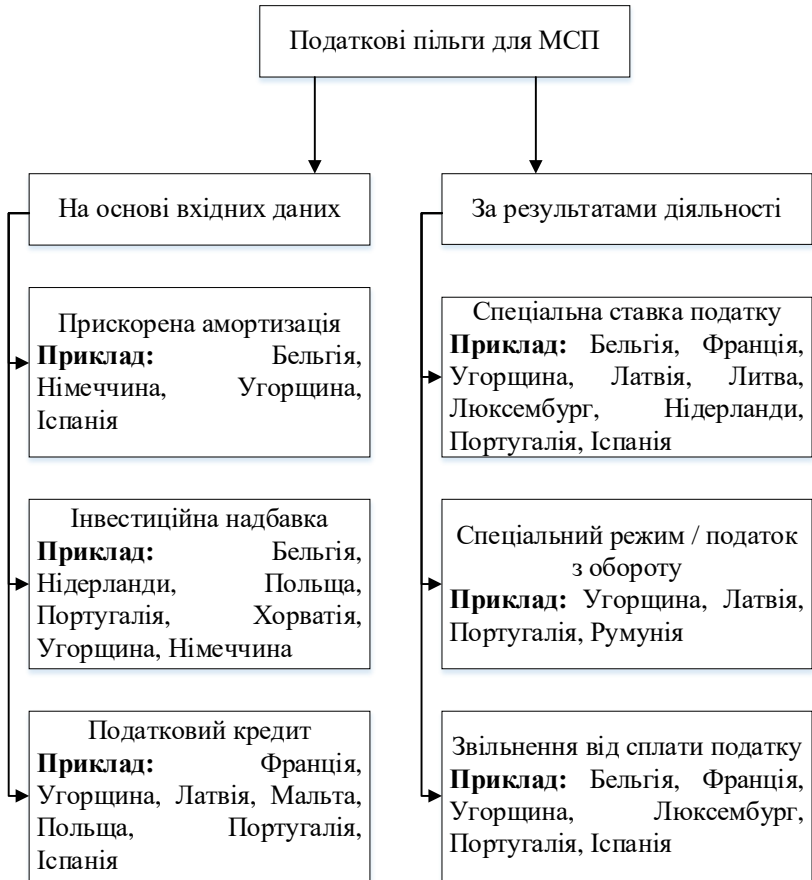 Податкові пільги для МСП
На основі вхідних даних
Прискорена амортизація
Приклад: Бельгія,
Німеччина, Угорщина,
Іспанія
Інвестиційна надбавка
Приклад: Бельгія,
Нідерланди, Польща,
Португалія, Хорватія,
Угорщина, Німеччина
Податковий кредит
Приклад: Франція,
Угорщина, Латвія, Мальта,
Польща, Португалія,
Іспанія
За результатами діяльності
Спеціальна ставка податку
Приклад: Бельгія, Франція,
Угорщина, Латвія, Литва,
Люксембург, Нідерланди,
Португалія, Іспанія
Спеціальний режим / податок
з обороту
Приклад: Угорщина, Латвія,
Португалія, Румунія
Звільнення від сплати податку
Приклад: Бельгія, Франція,
Угорщина, Люксембург,
Португалія, Іспанія